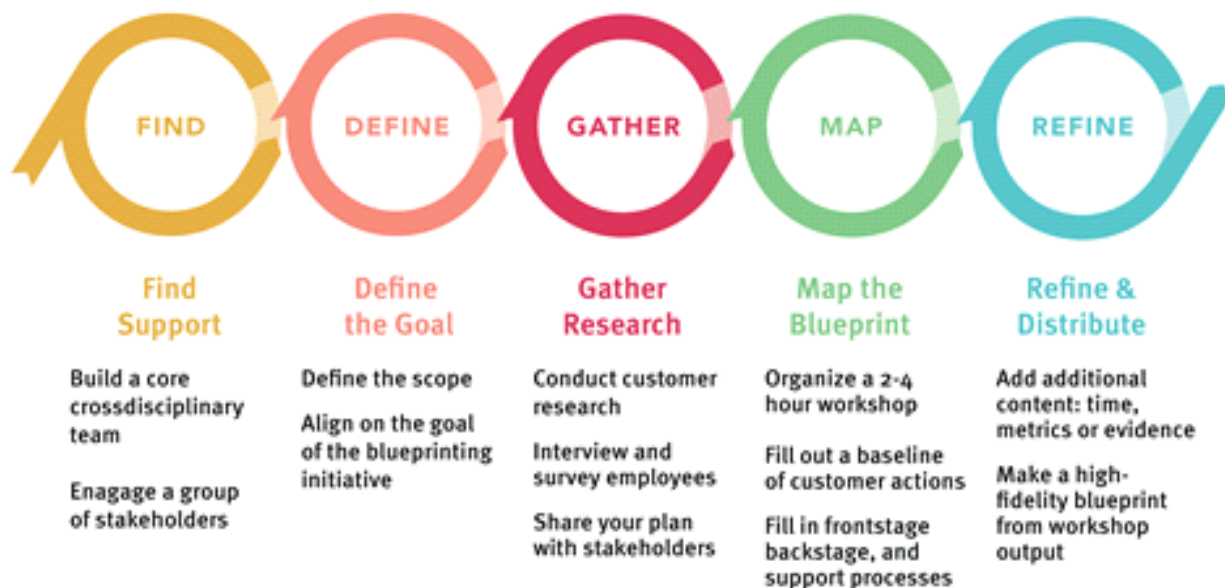 FIND
DEFINE
GATHER
MAP
REFINE
Find
Support
Build a core
crossdisciplinary
team
Enagage a group
of stakeholders
Define
the Goal
Define the scope
Align on the goal
of the blueprinting
initiative
Gather
Research
Conduct customer
research
Interview and
survey employees
Share your plan
with stakeholders
Map the
Blueprint
Organize a 2-4
hour workshop
Fill out a baseline
of customer actions
Fill in frontstage
backstage, and
support processes
Refine &
Distribute
Add additional
content: time,
metrics or evidence
Make a high-
fidelity blueprint
from workshop
output